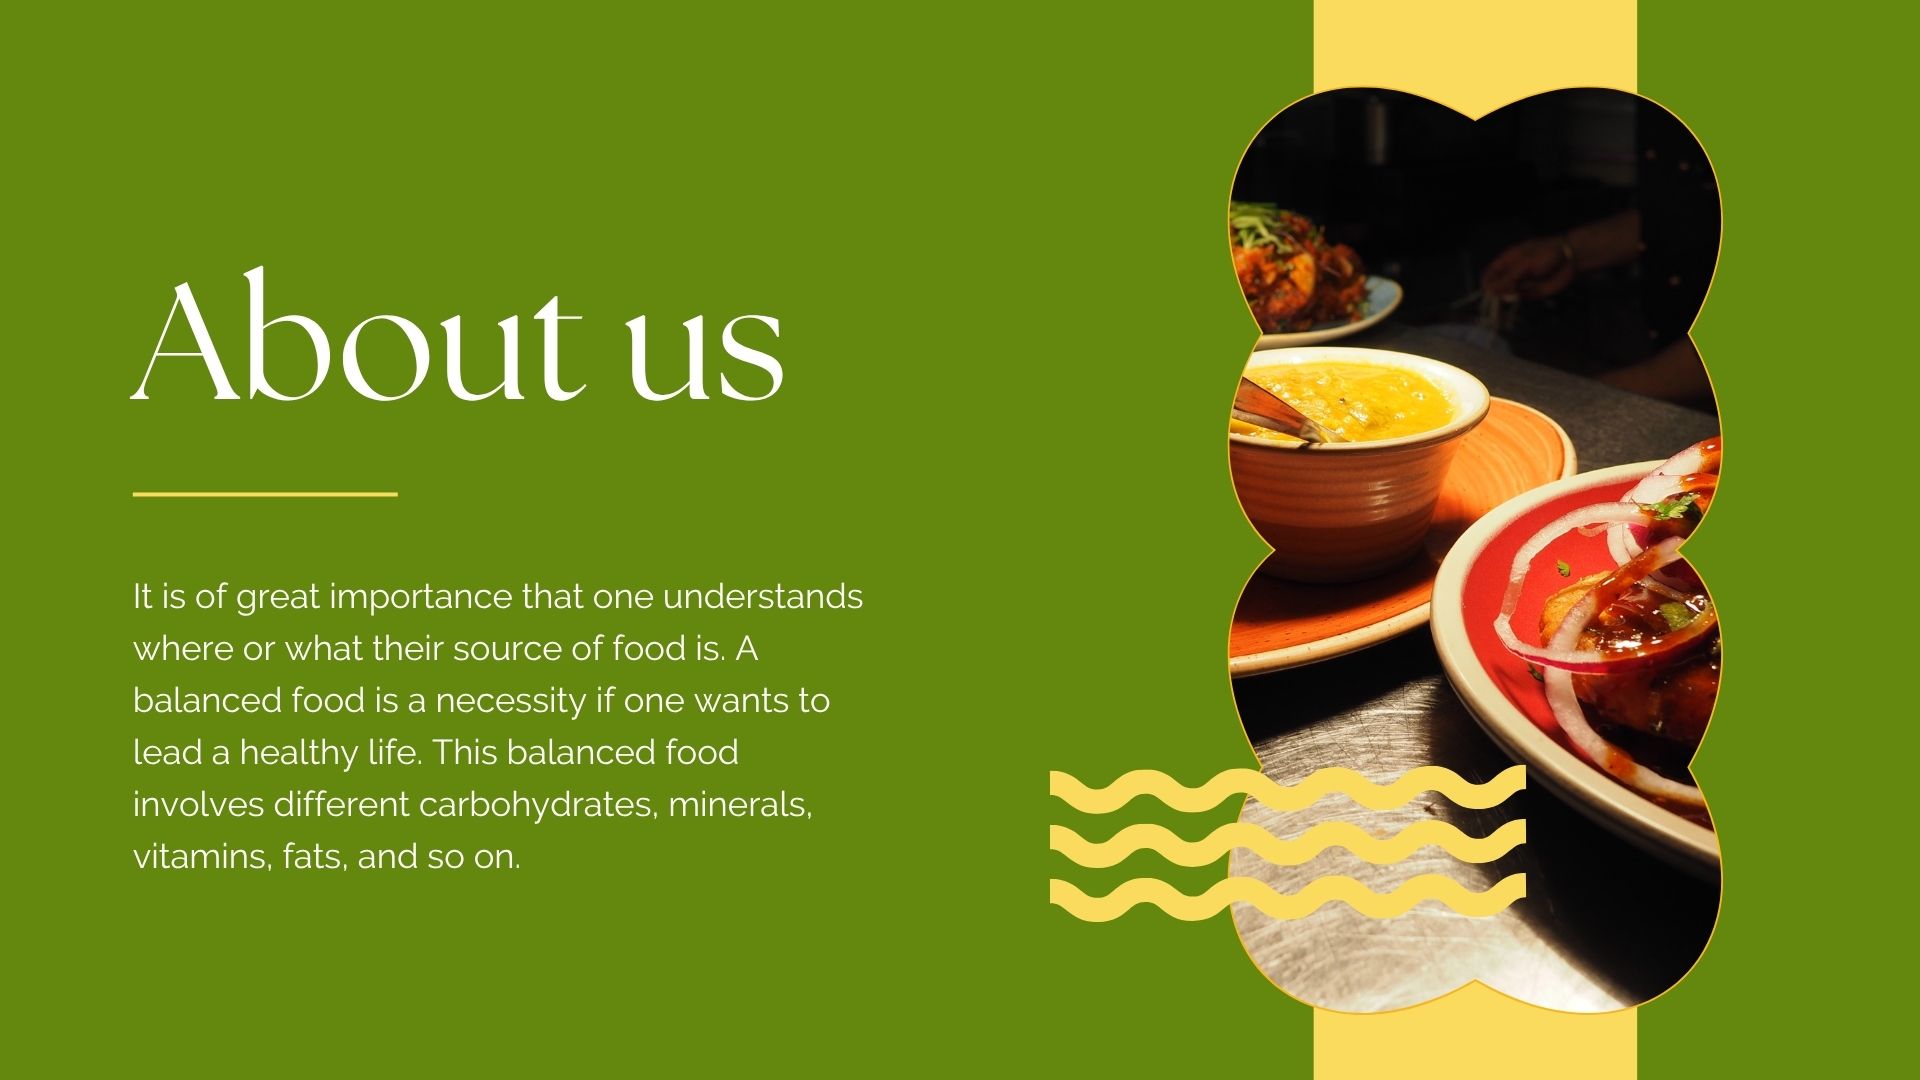 About us
It is of great importance that one understands
where or what their source of food is. A
balanced food is a necessity if one wants to
lead a healthy life. This balanced food
involves different carbohydrates, minerals,
vitamins, fats, and so on.